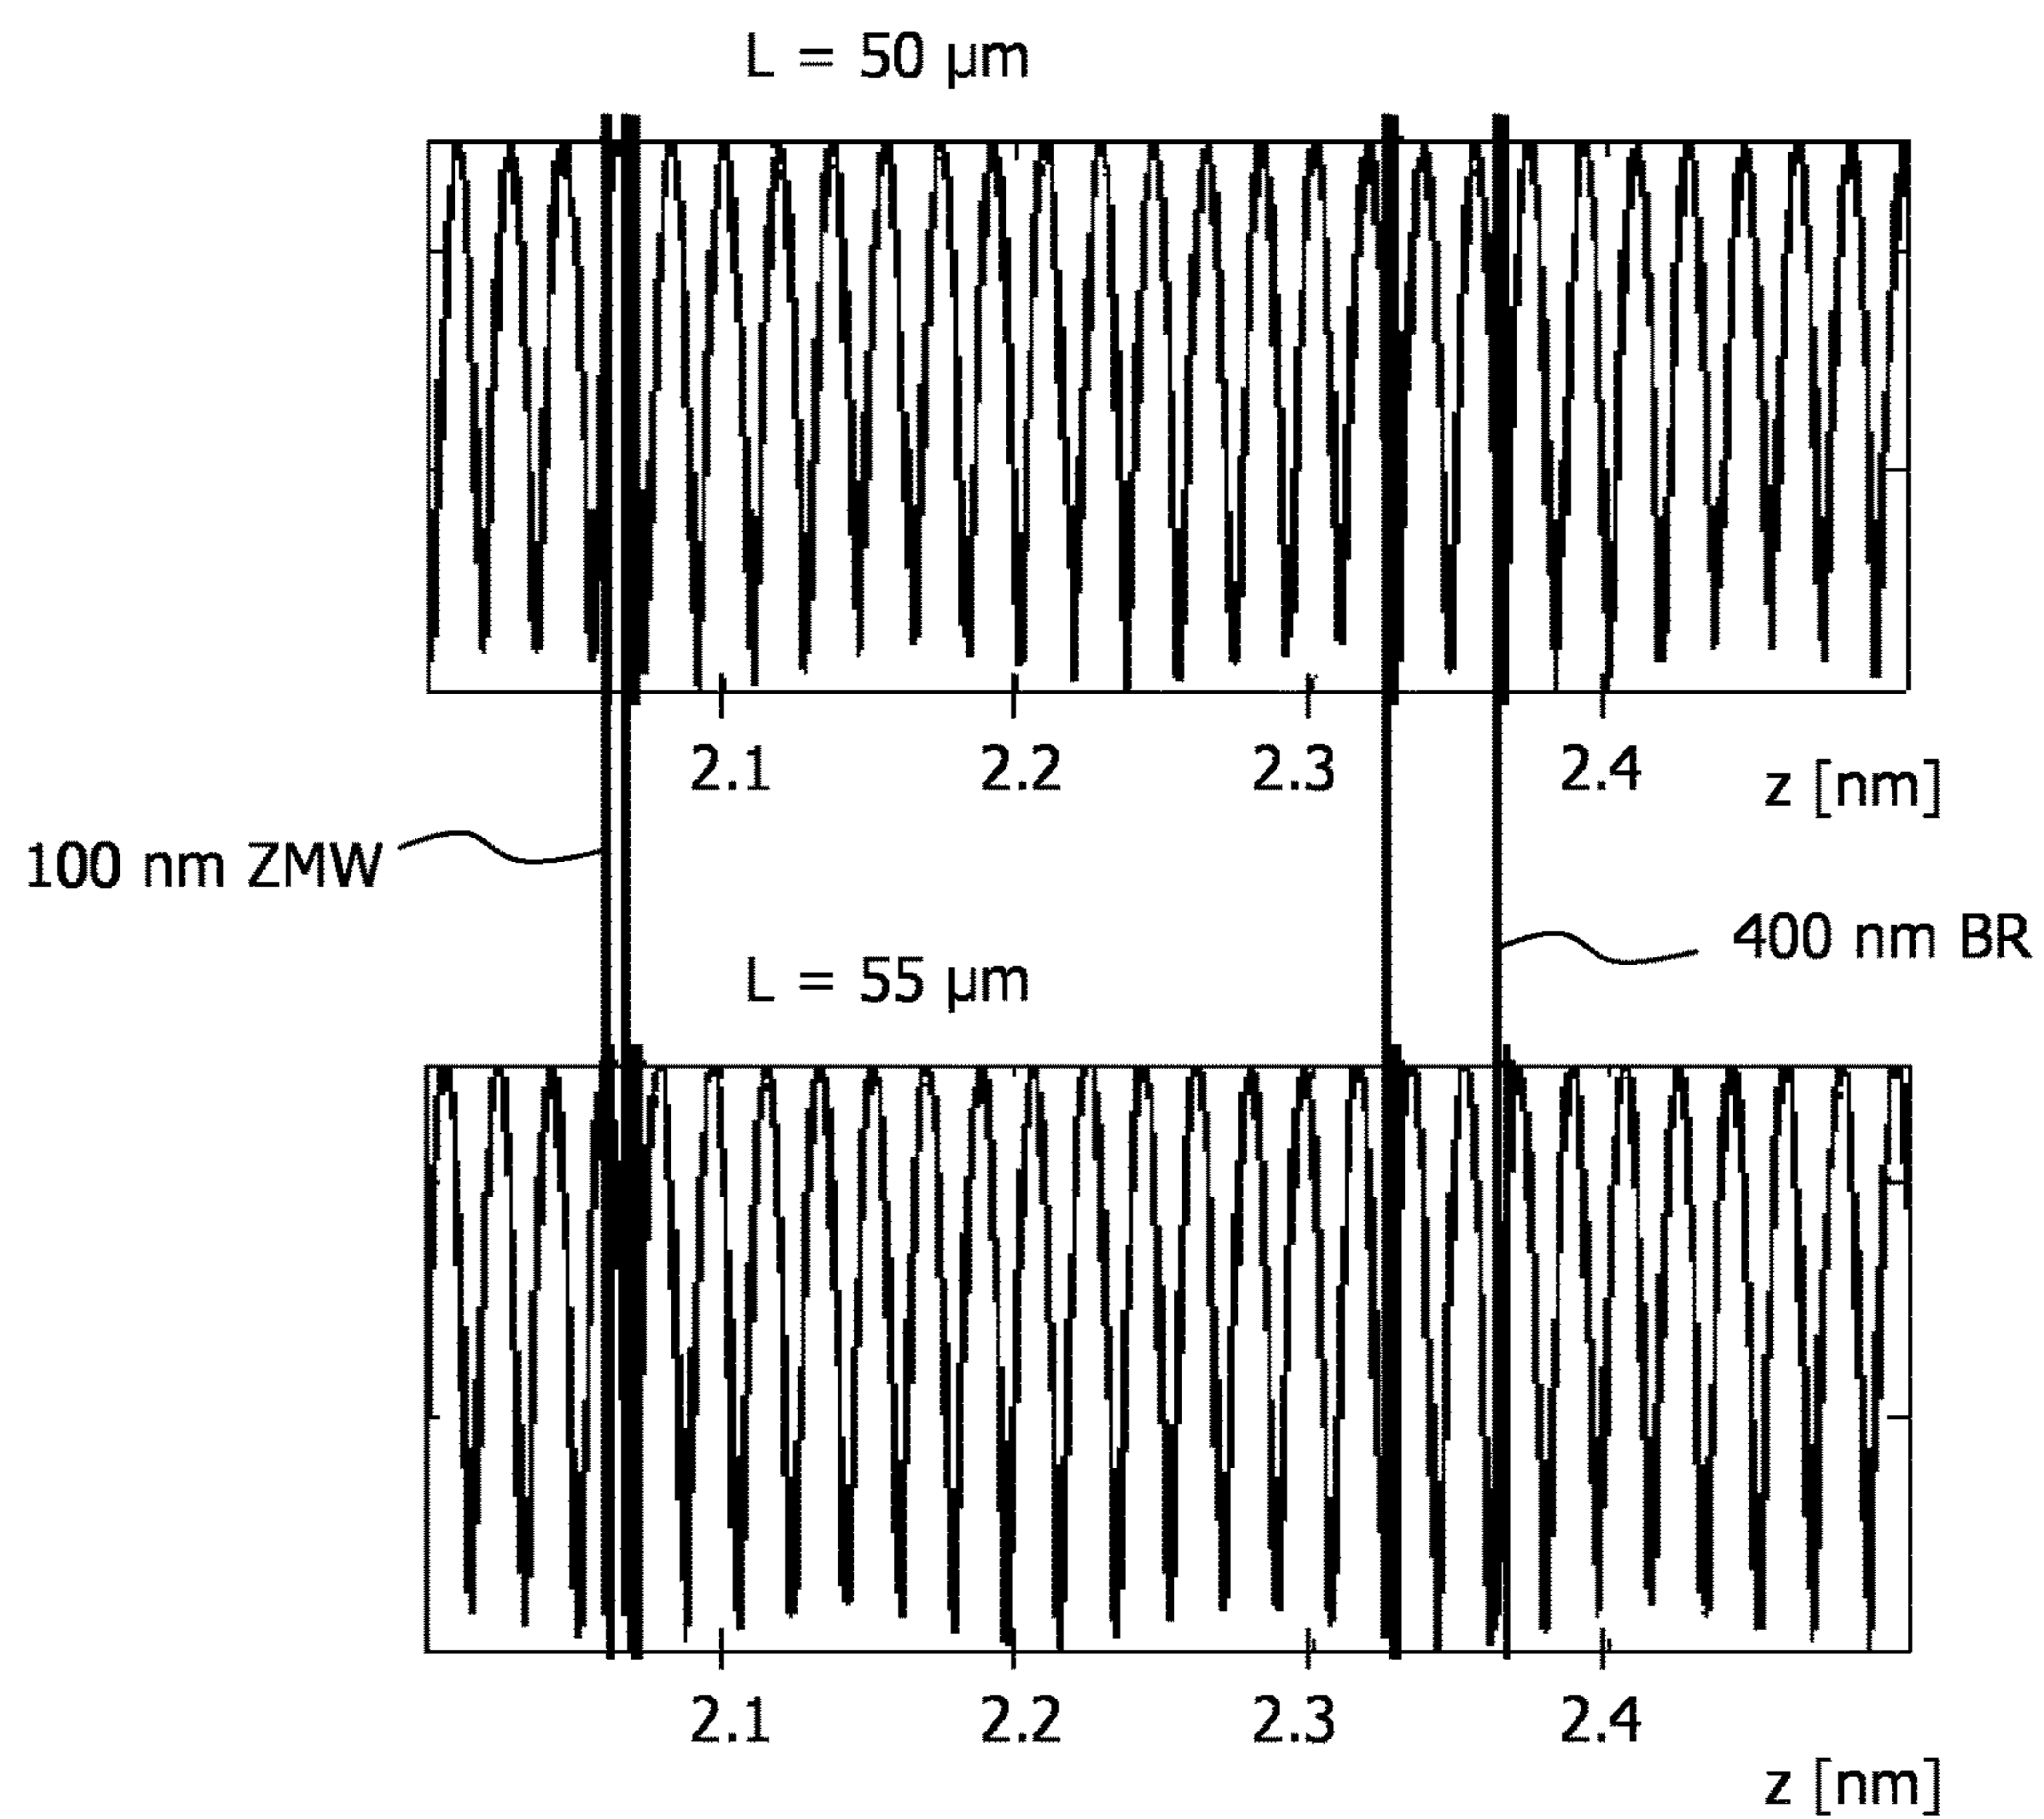 L = 50 µm
2.1 2.2 2.3 2.4 z [nm]
100 nm ZMW
400 nm BR
L = 55 µm
2.1 2.2 2.3 2.4
z [nm]